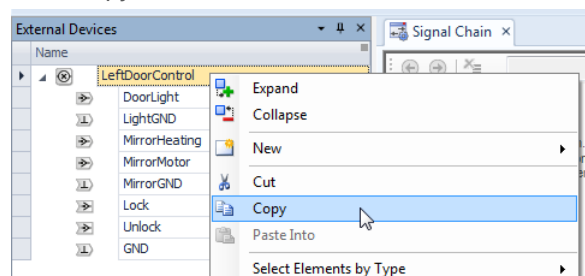 External Devices
Signal Chain
Name
LeftDoorControl
DoorLight
LightGND
MirrorHeating
MirrorMotor
MirrorGND
Lock
Unlock
GND
Expand
Collapse
New
Cut
Copy
Paste Into
Select Elements by Type